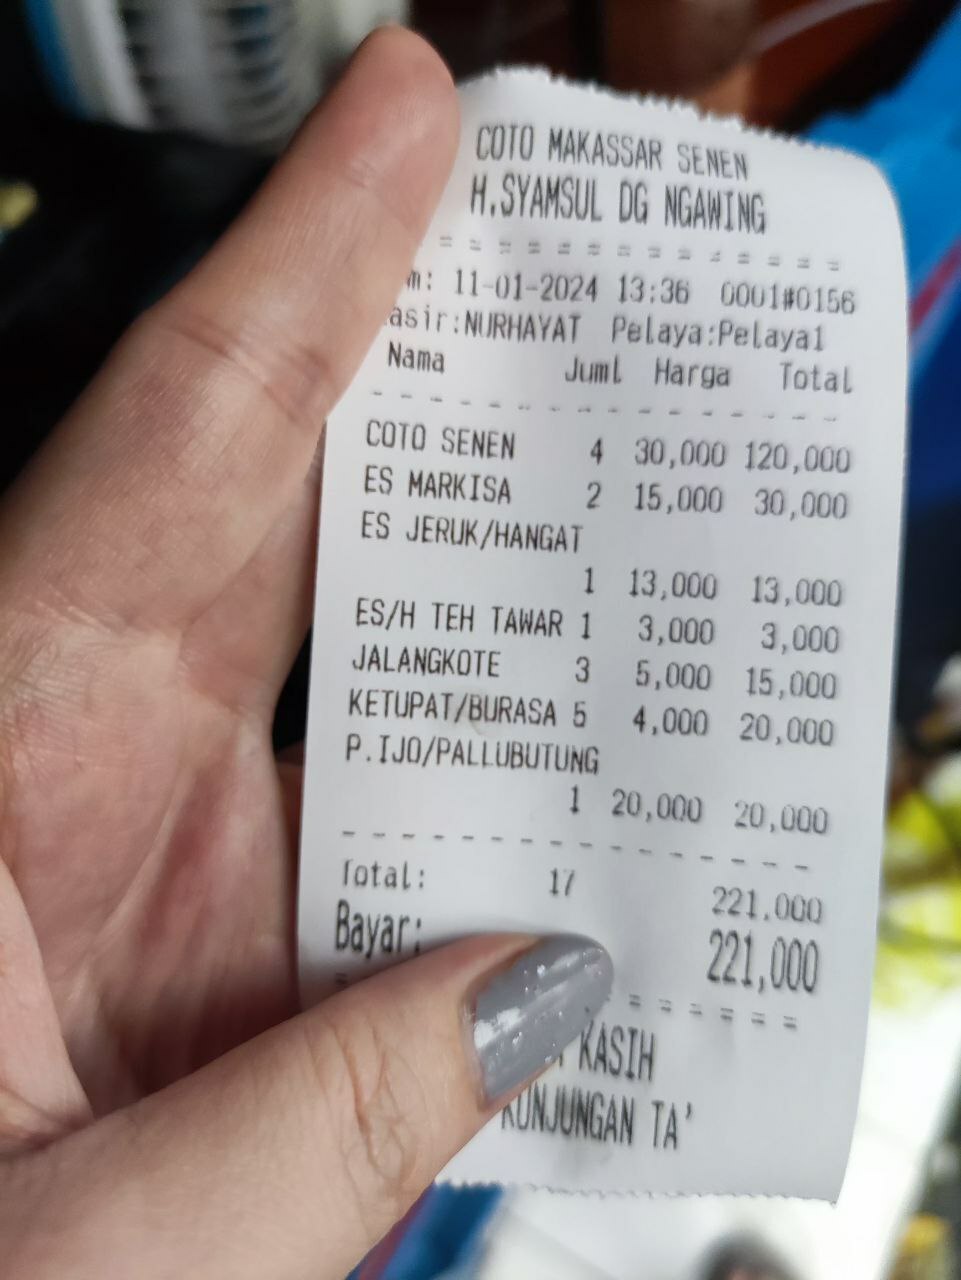 COTO MAKASSAR SENEN
H.SYAMSUL DG NGAWING
= = = = = = = = = = = = =
m: 11-01-2024 13:36 0001#0156
asir:NURHAYAT Pelaya:Pelaya1
Nama Juml Harga Total
- - - - - - - - - - - - - - - -
COTO SENEN 4 30,000 120,000
ES MARKISA 2 15,000 30,000
ES JERUK/HANGAT
1 13,000 13,000
ES/H TEH TAWAR 1 3,000 3,000
JALANGKOTE 3 5,000 15,000
KETUPAT/BURASA 5 4,000 20,000
P.IJO/PALLUBUTUNG
1 20,000 20,000
- - - - - - - - - - - - - - - - -
Total: 17 221.000
Bayar: 221,000
= = = = = = =
KASIH
KUNJUNGAN TA'